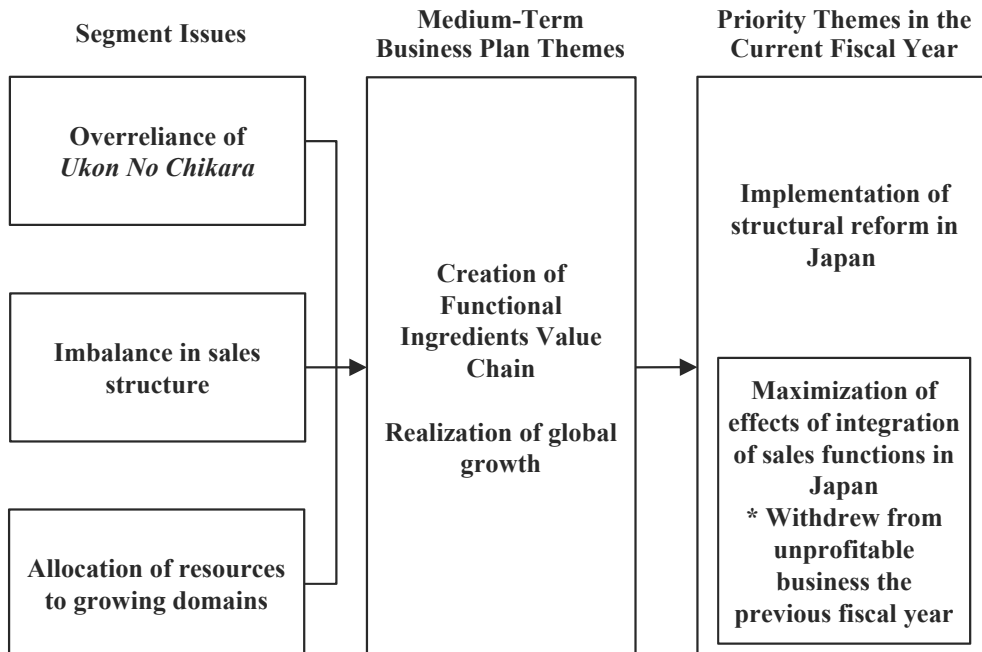 Segment Issues
Medium-Term
Business Plan Themes
Priority Themes in the
Current Fiscal Year
Overreliance of
Ukon No Chikara
Imbalance in sales
structure
Allocation of resources
to growing domains
Creation of
Functional
Ingredients Value
Chain
Realization of global
growth
Implementation of
structural reform in
Japan
Maximization of
effects of integration
of sales functions in
Japan
* Withdrew from
unprofitable
business the
previous fiscal year